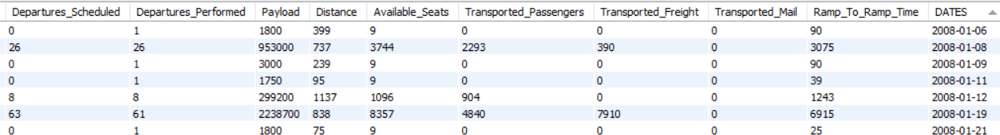 Departures_Scheduled Departures_Performed Payload Distance Available_Seats Transported_Passengers Transported_Freight Transported_Mail Ramp_To_Ramp_Time DATES
0 1 1800 399 9 0 0 0 90 2008-01-06
26 26 953000 737 3744 2293 390 0 3075 2008-01-08
0 1 3000 239 9 0 0 0 90 2008-01-09
0 1 1750 95 9 0 0 0 39 2008-01-11
8 8 299200 1137 1096 904 0 0 1243 2008-01-12
63 61 2238700 838 8357 4840 7910 0 6915 2008-01-19
0 1 1800 75 9 0 0 0 25 2008-01-21